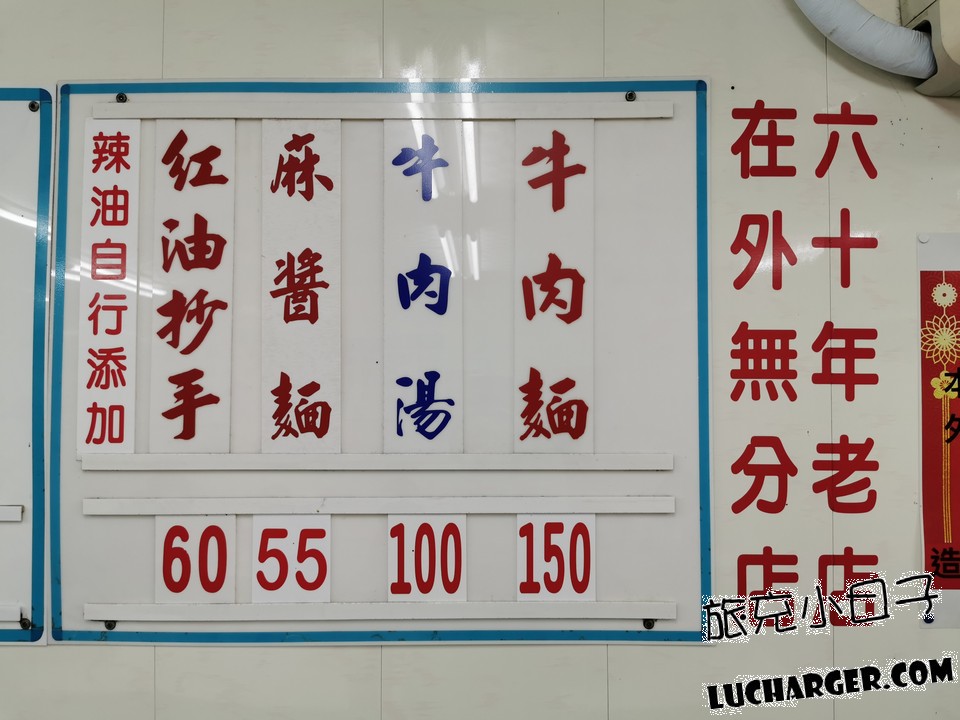 六十年老店
在外無分店
牛肉麵
150
牛肉湯
100
麻醬麵
55
紅油抄手
60
辣油自行添加
造
旅克小日子
LUCHARGER.COM